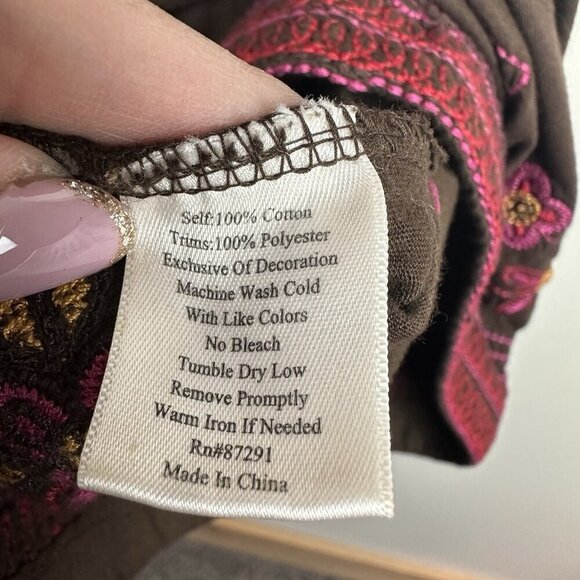 Self:100% Cotton
Trims:100% Polyester
Exclusive Of Decoration
Machine Wash Cold
With Like Colors
No Bleach
Tumble Dry Low
Remove Promptly
Warm Iron If Needed
Rn#87291
Made In China